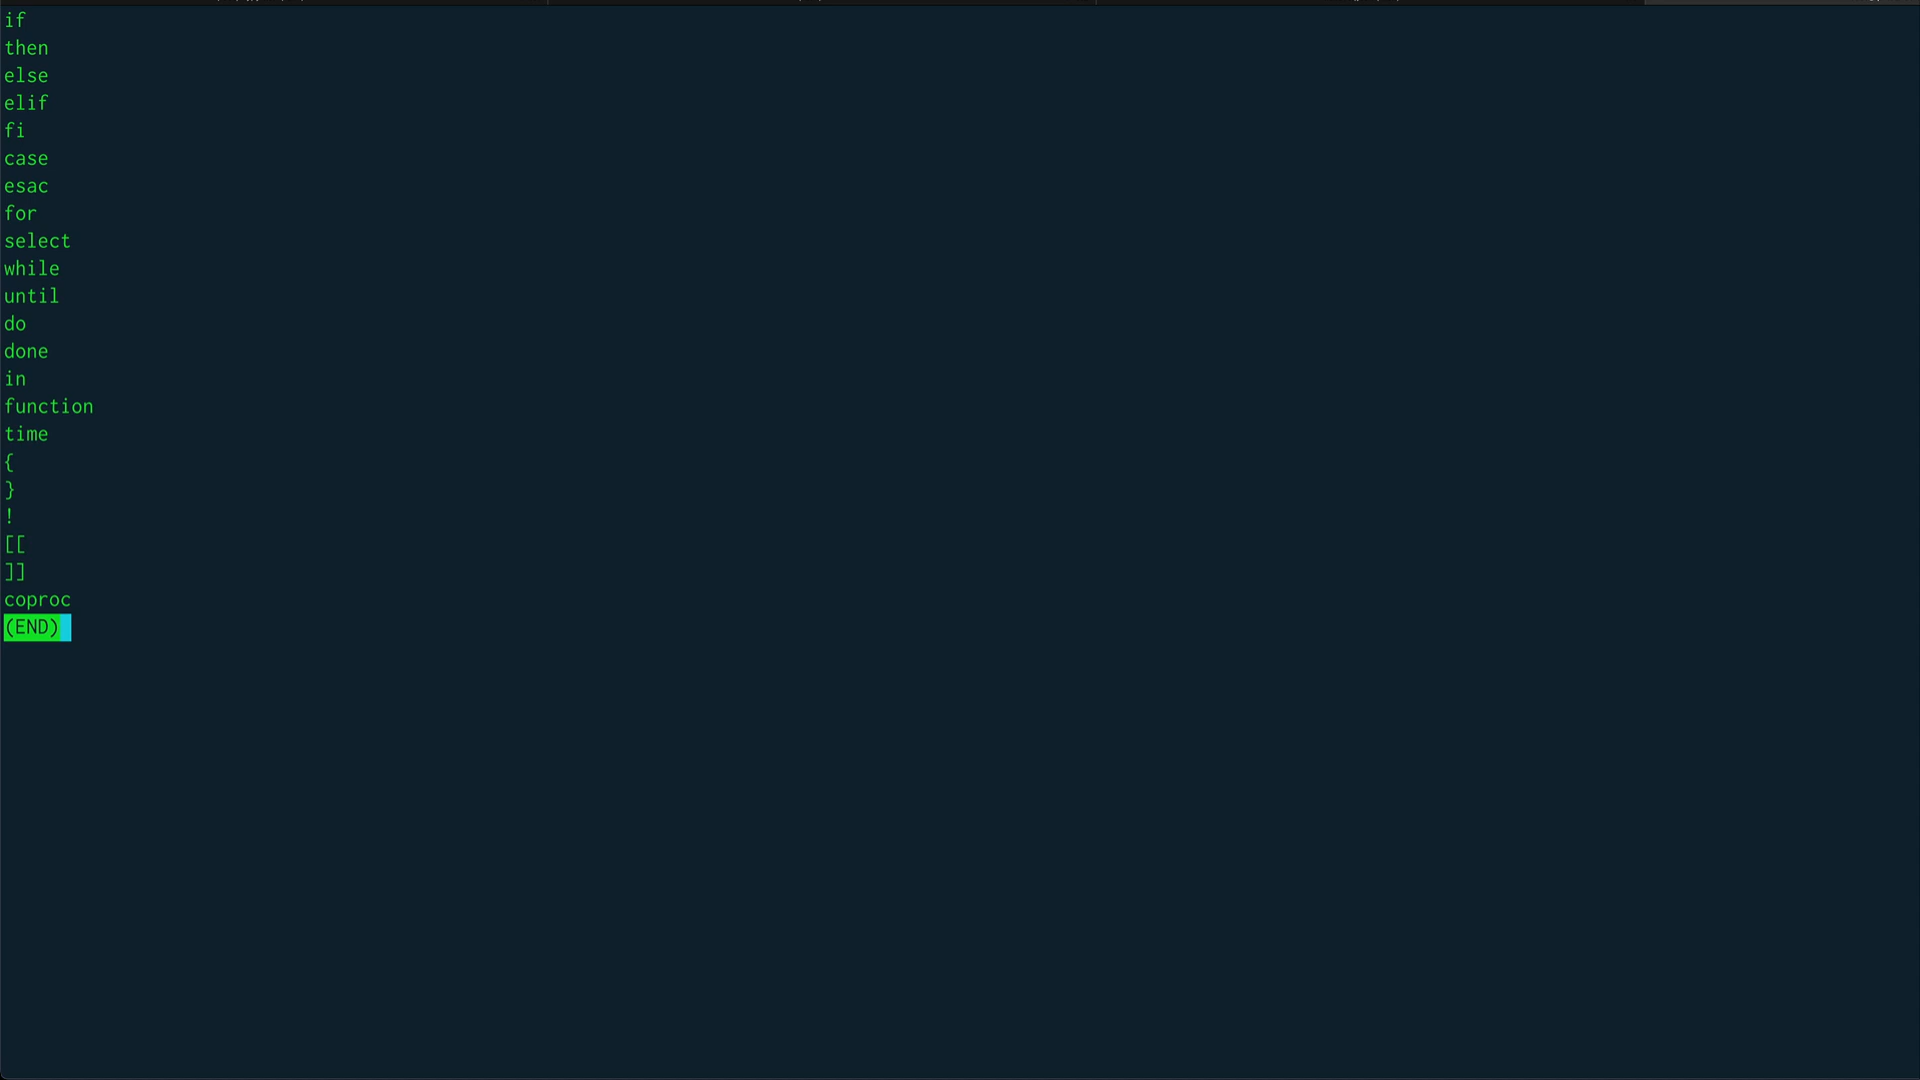 if
then
else
elif
fi
case
esac
for
select
while
until
do
done
in
function
time
{
}
!
[[
]]
coproc
(END)